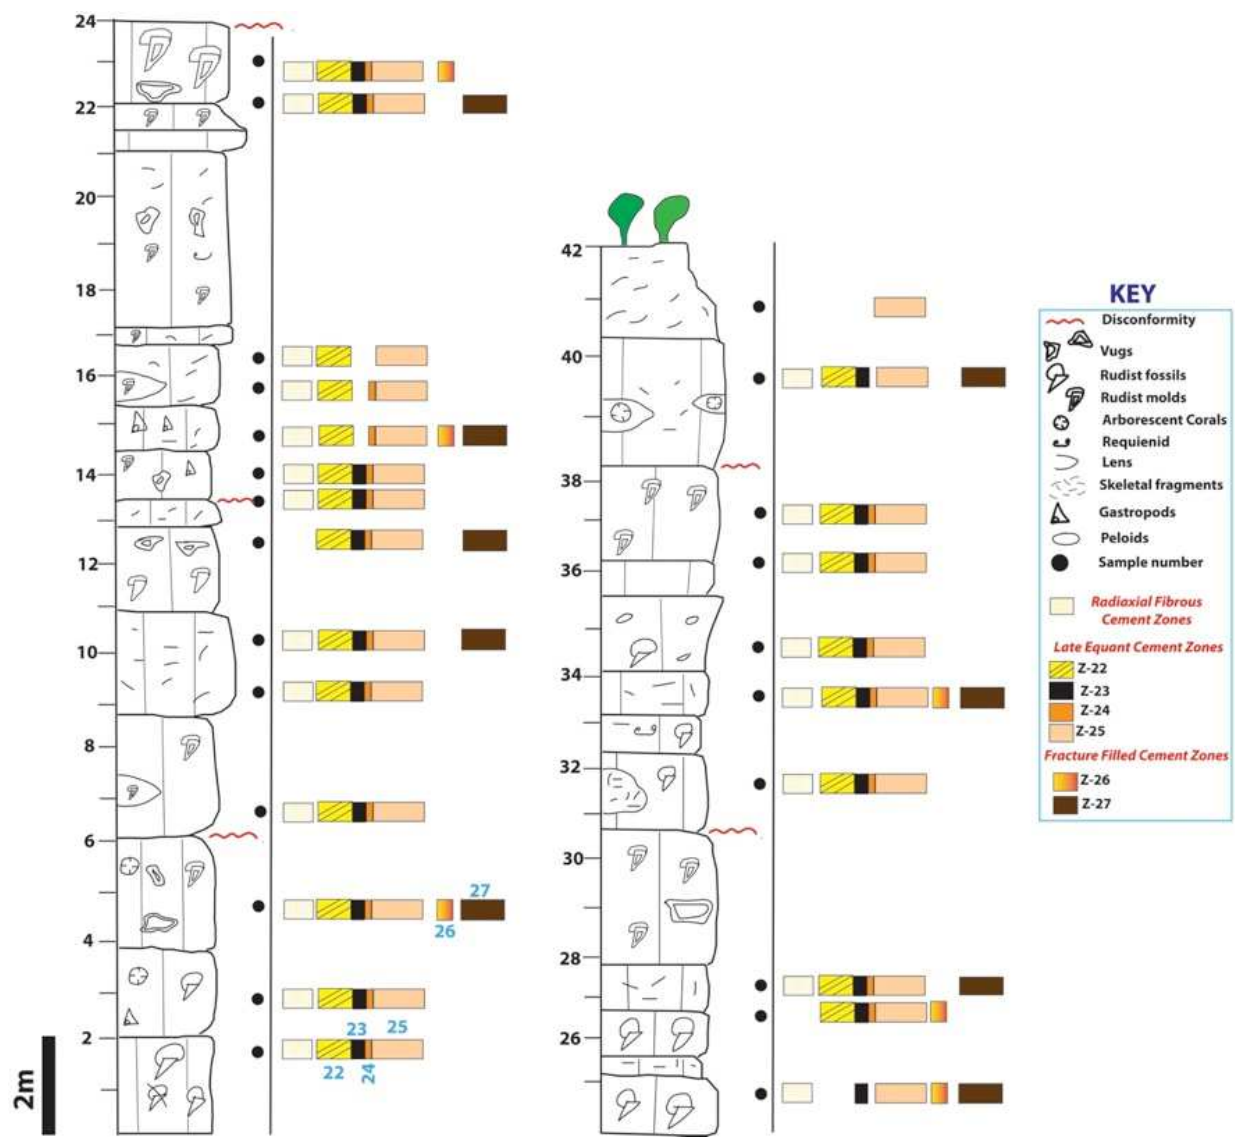 24
22
20
18
16
14
12
10
8
6
4
2
2m
27
26
23
25
22
24
42
40
38
36
34
32
30
28
26
KEY
Disconformity
Vugs
Rudist fossils
Rudist molds
Arborescent Corals
Requienid
Lens
Skeletal fragments
Gastropods
Peloids
Sample number
Radiaxial Fibrous
Cement Zones
Late Equant Cement Zones
Z-22
Z-23
Z-24
Z-25
Fracture Filled Cement Zones
Z-26
Z-27